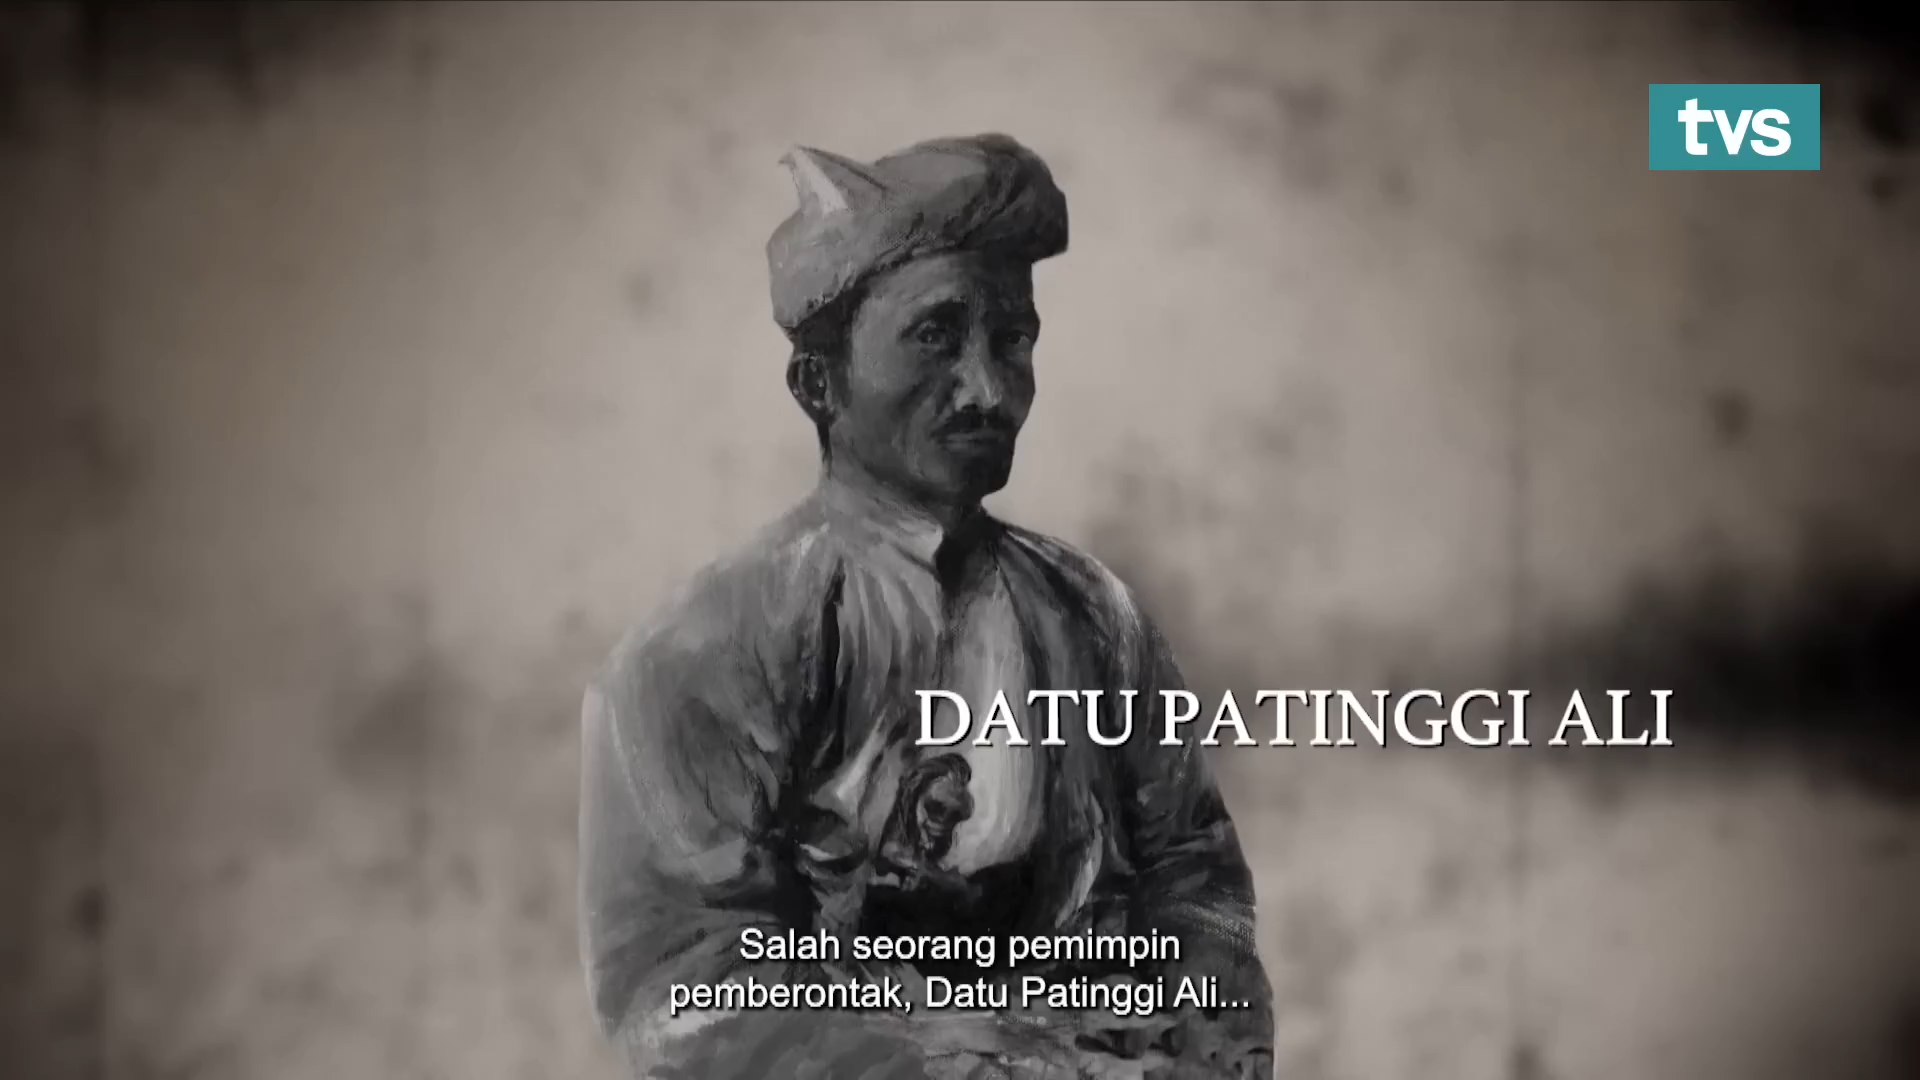 tvs
DATU PATINGGI ALI
Salah seorang pemimpin
pemberontak, Datu Patinggi Ali...